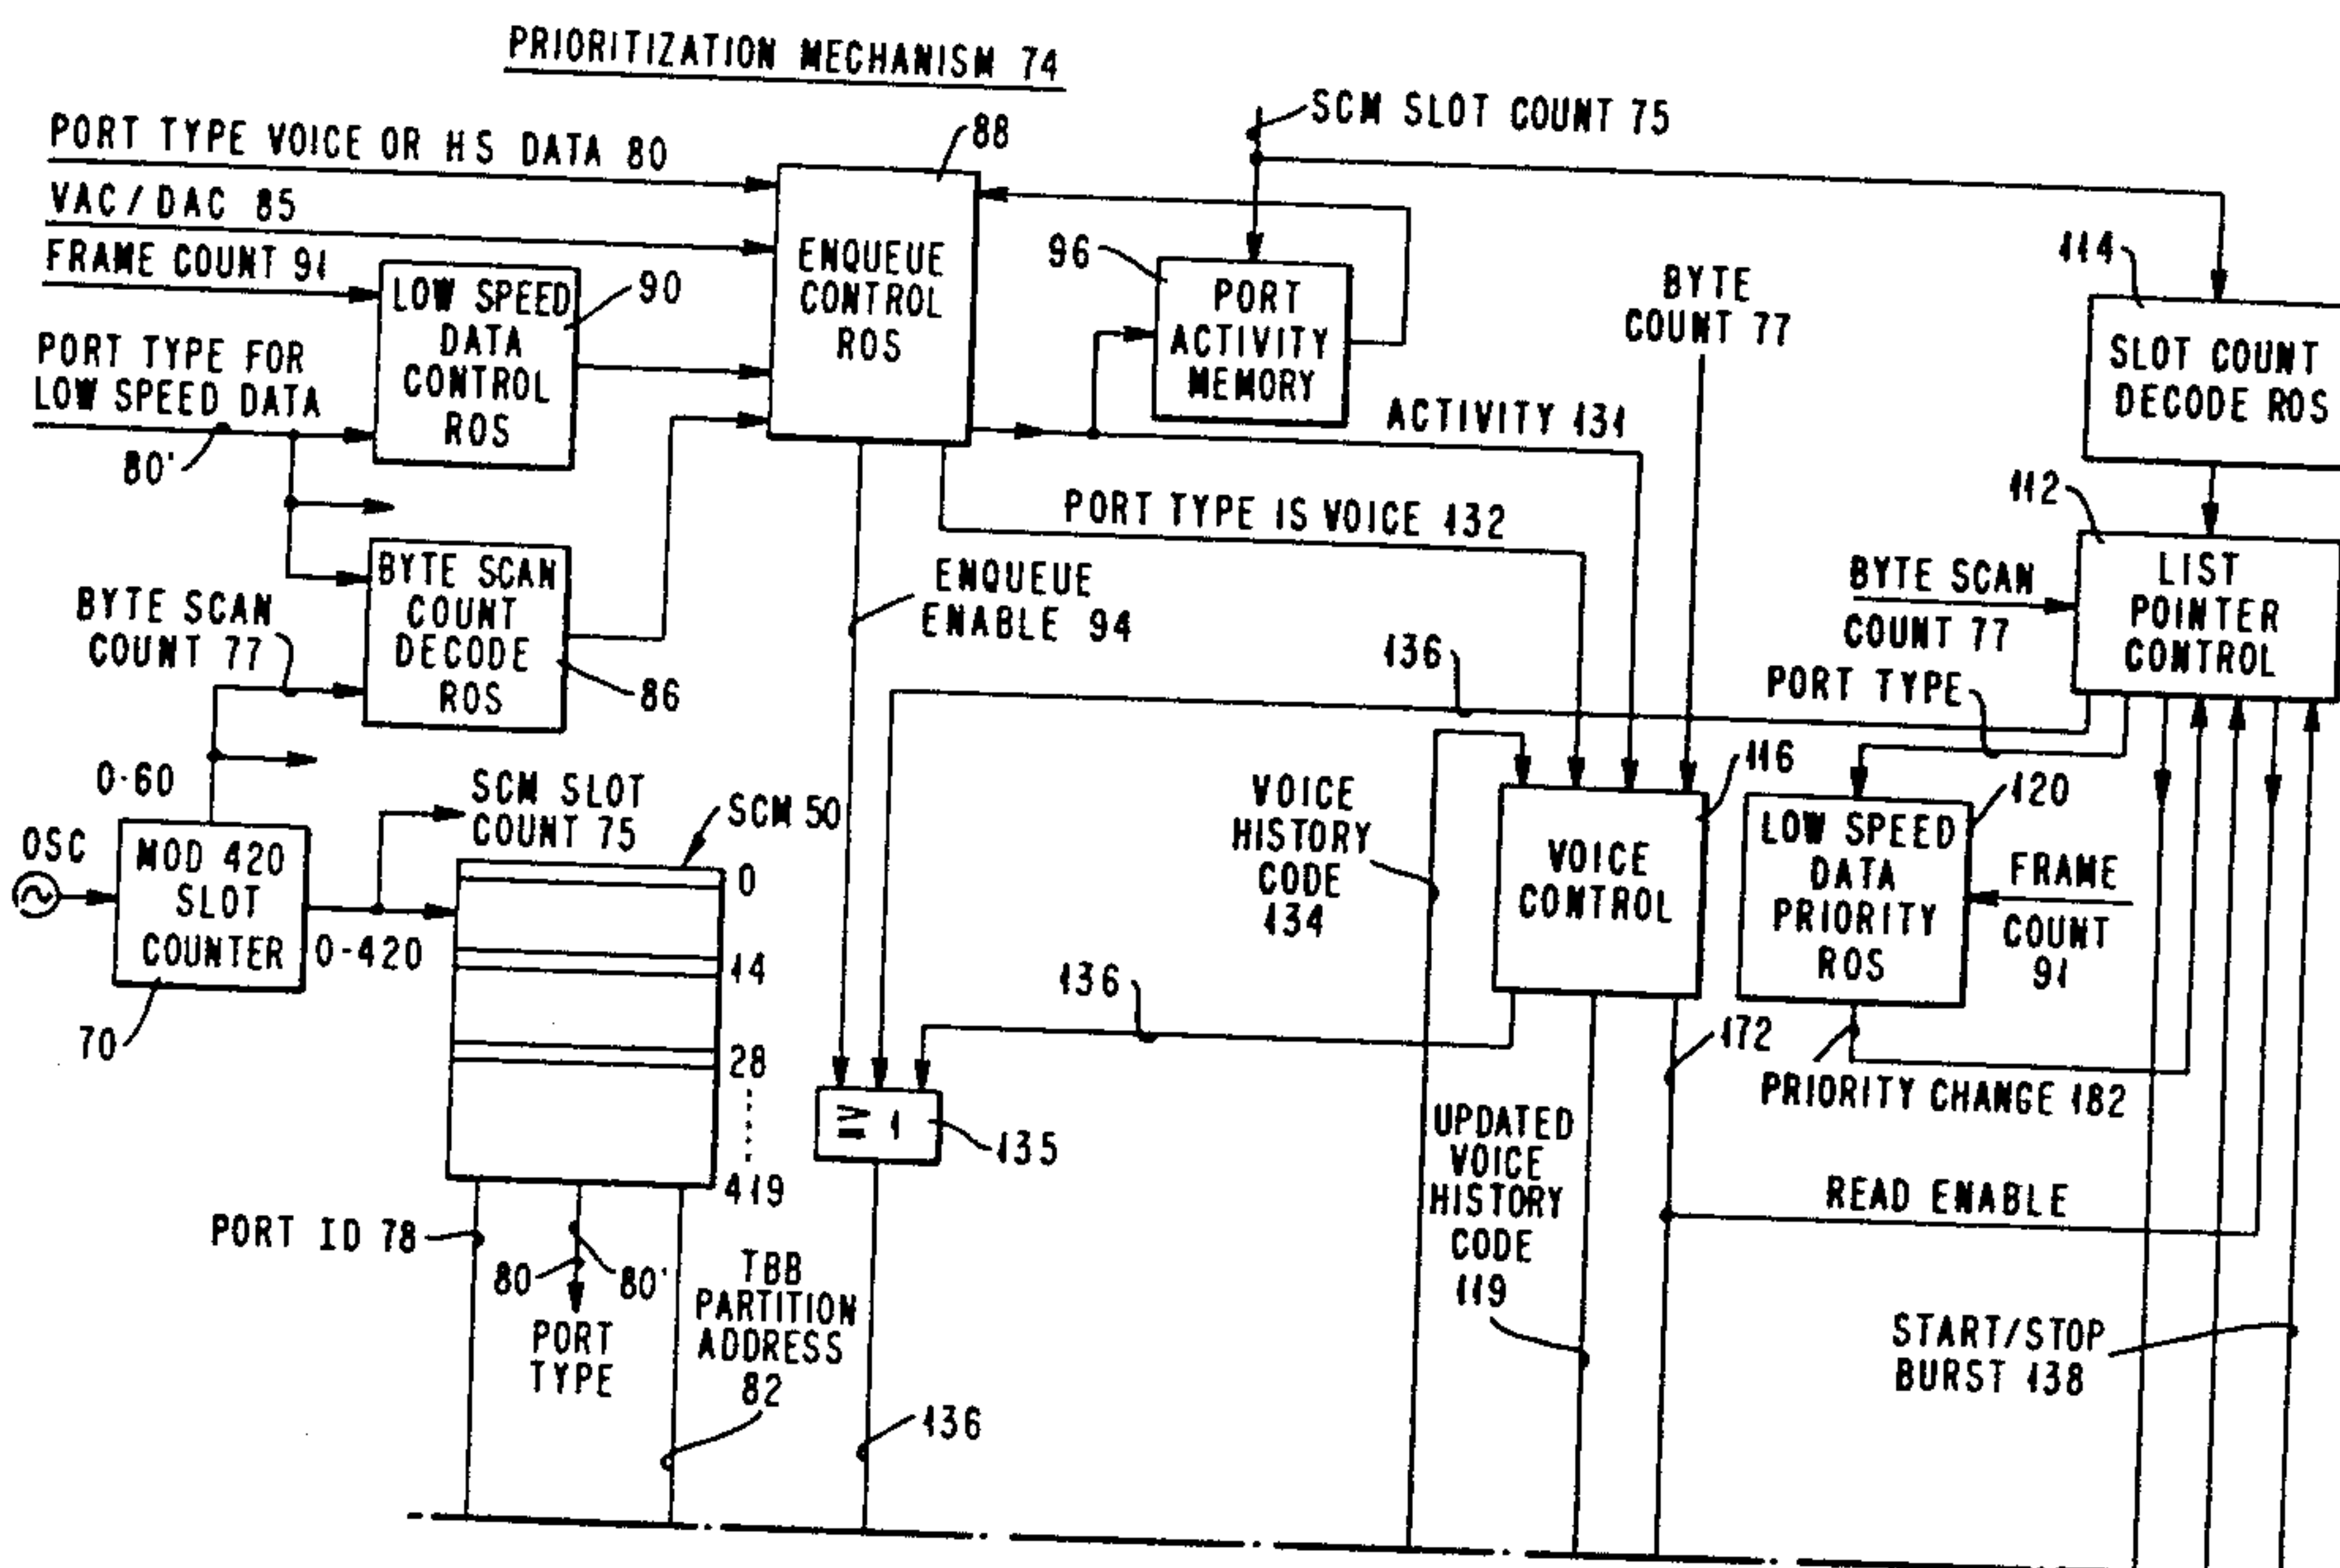 PRIORITIZATION MECHANISM 74
PORT TYPE VOICE OR HS DATA 80
VAC/DAC 85
FRAME COUNT 91
PORT TYPE FOR
LOW SPEED DATA
80'
LOW SPEED
DATA
CONTROL
ROS
90
88
ENQUEUE
CONTROL
ROS
SCM SLOT COUNT 75
96
PORT
ACTIVITY
MEMORY
ACTIVITY 131
BYTE
COUNT 77
114
SLOT COUNT
DECODE ROS
112
LIST
POINTER
CONTROL
BYTE SCAN
COUNT 77
PORT TYPE
PORT TYPE IS VOICE 132
ENQUEUE
ENABLE 94
136
BYTE SCAN
COUNT 77
BYTE SCAN
COUNT
DECODE
ROS
86
0-60
OSC
MOD 420
SLOT
COUNTER
70
0-420
SCM SLOT
COUNT 75
SCM 50
0
14
28
419
VOICE
HISTORY
CODE
134
116
VOICE
CONTROL
120
LOW SPEED
DATA
PRIORITY
ROS
FRAME
COUNT
91
136
172
PRIORITY CHANGE 182
≥ 1
135
UPDATED
VOICE
HISTORY
CODE
119
READ ENABLE
PORT ID 78
80
80'
PORT
TYPE
TBB
PARTITION
ADDRESS
82
136
START/STOP
BURST 138